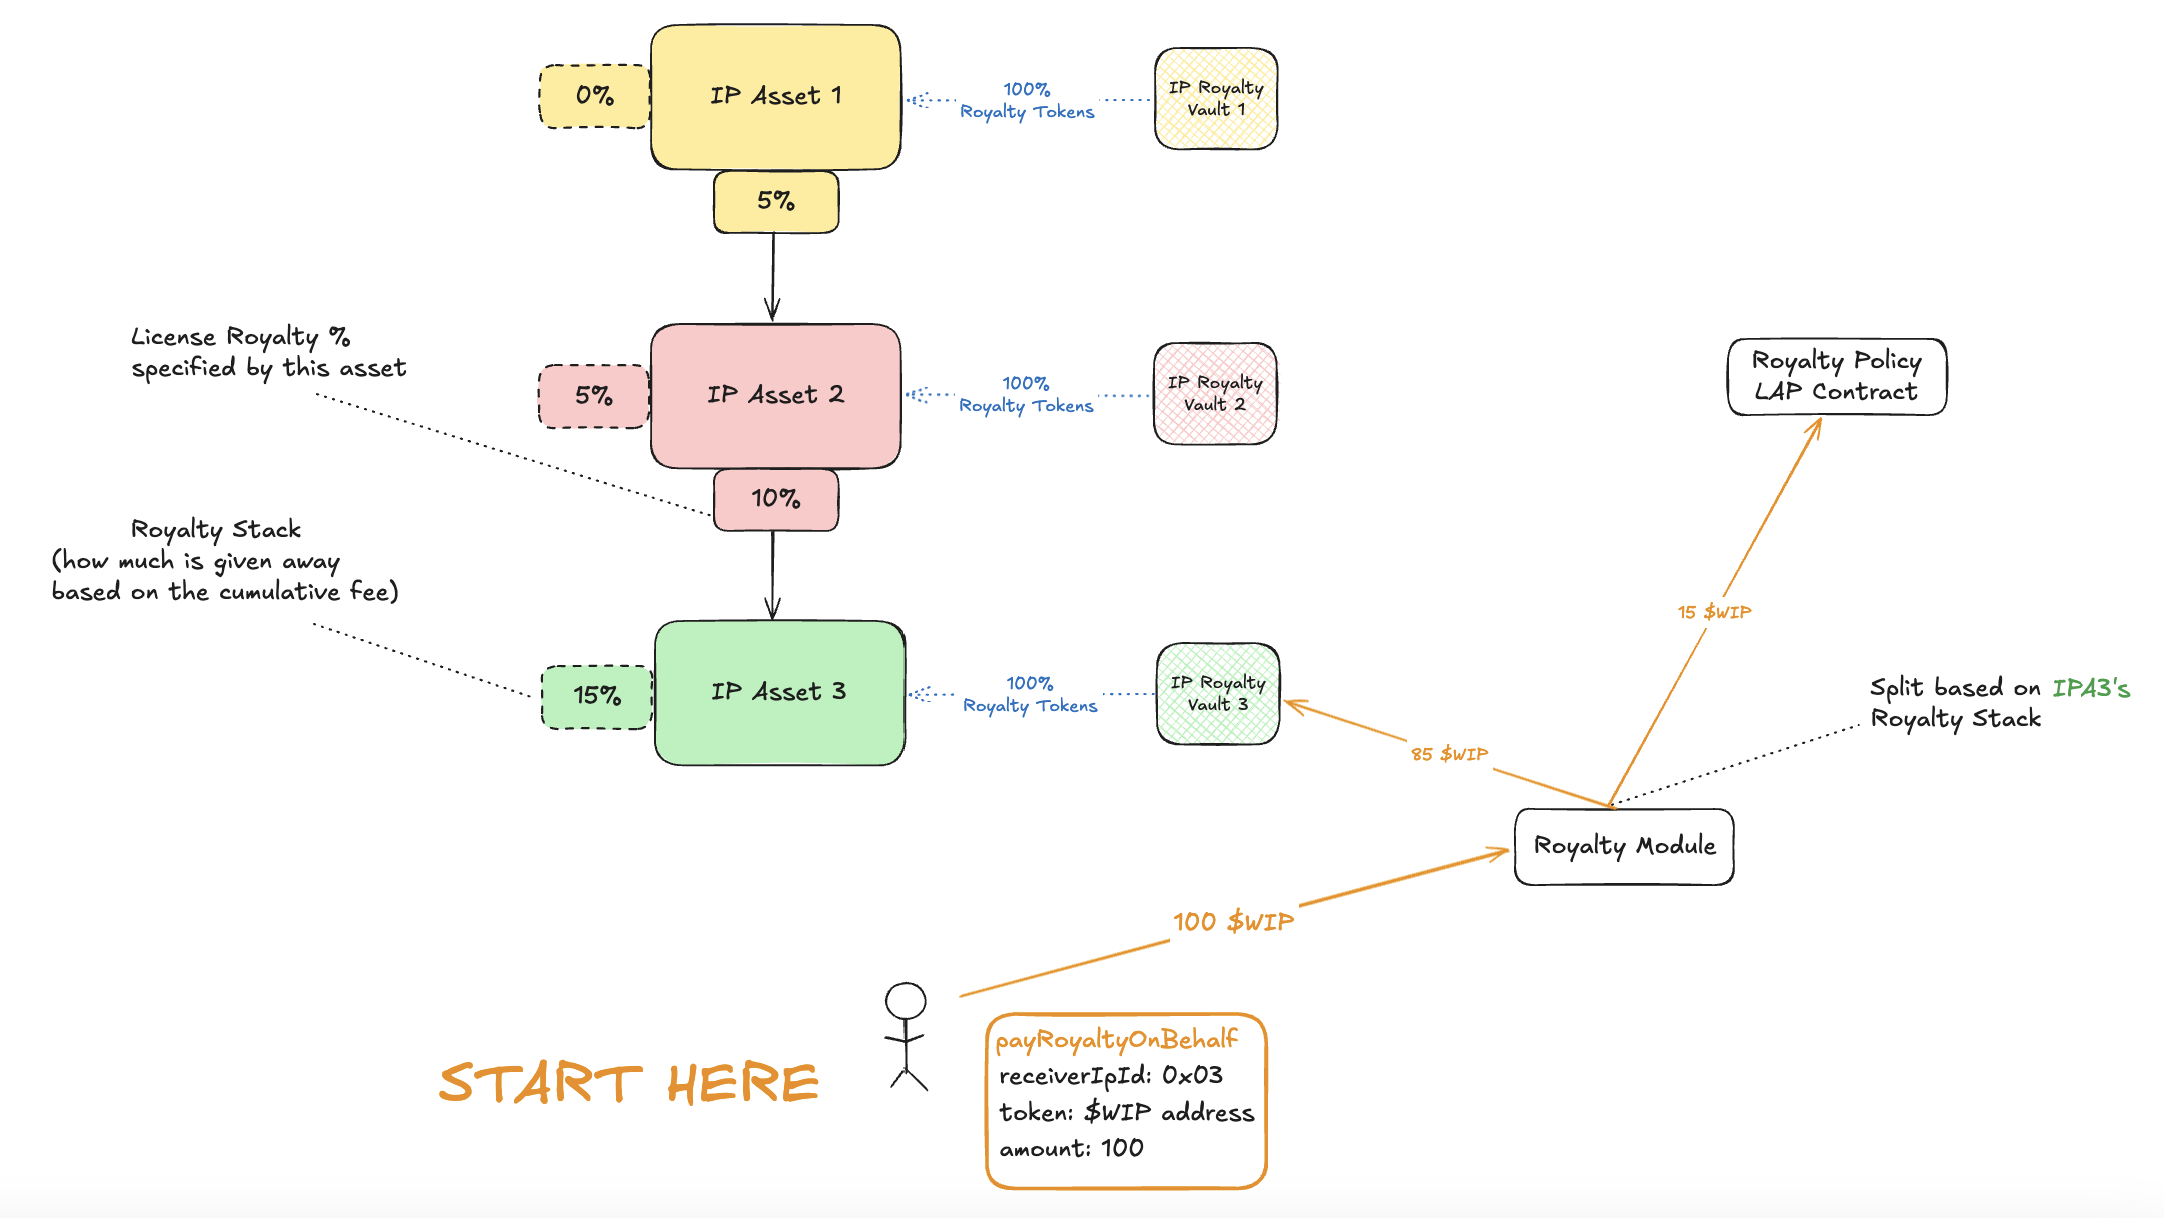 0%
IP Asset 1
100%
Royalty Tokens
IP Royalty
Vault 1
5%
License Royalty %
specified by this asset
5%
IP Asset 2
100%
Royalty Tokens
IP Royalty
Vault 2
Royalty Policy
LAP Contract
10%
Royalty Stack
(how much is given away
based on the cumulative fee)
15%
IP Asset 3
100%
Royalty Tokens
IP Royalty
Vault 3
15 $WIP
Split based on IPA3's
Royalty Stack
85 $WIP
Royalty Module
100 $WIP
START HERE
payRoyaltyOnBehalf
receiverIpId: 0x03
token: $WIP address
amount: 100